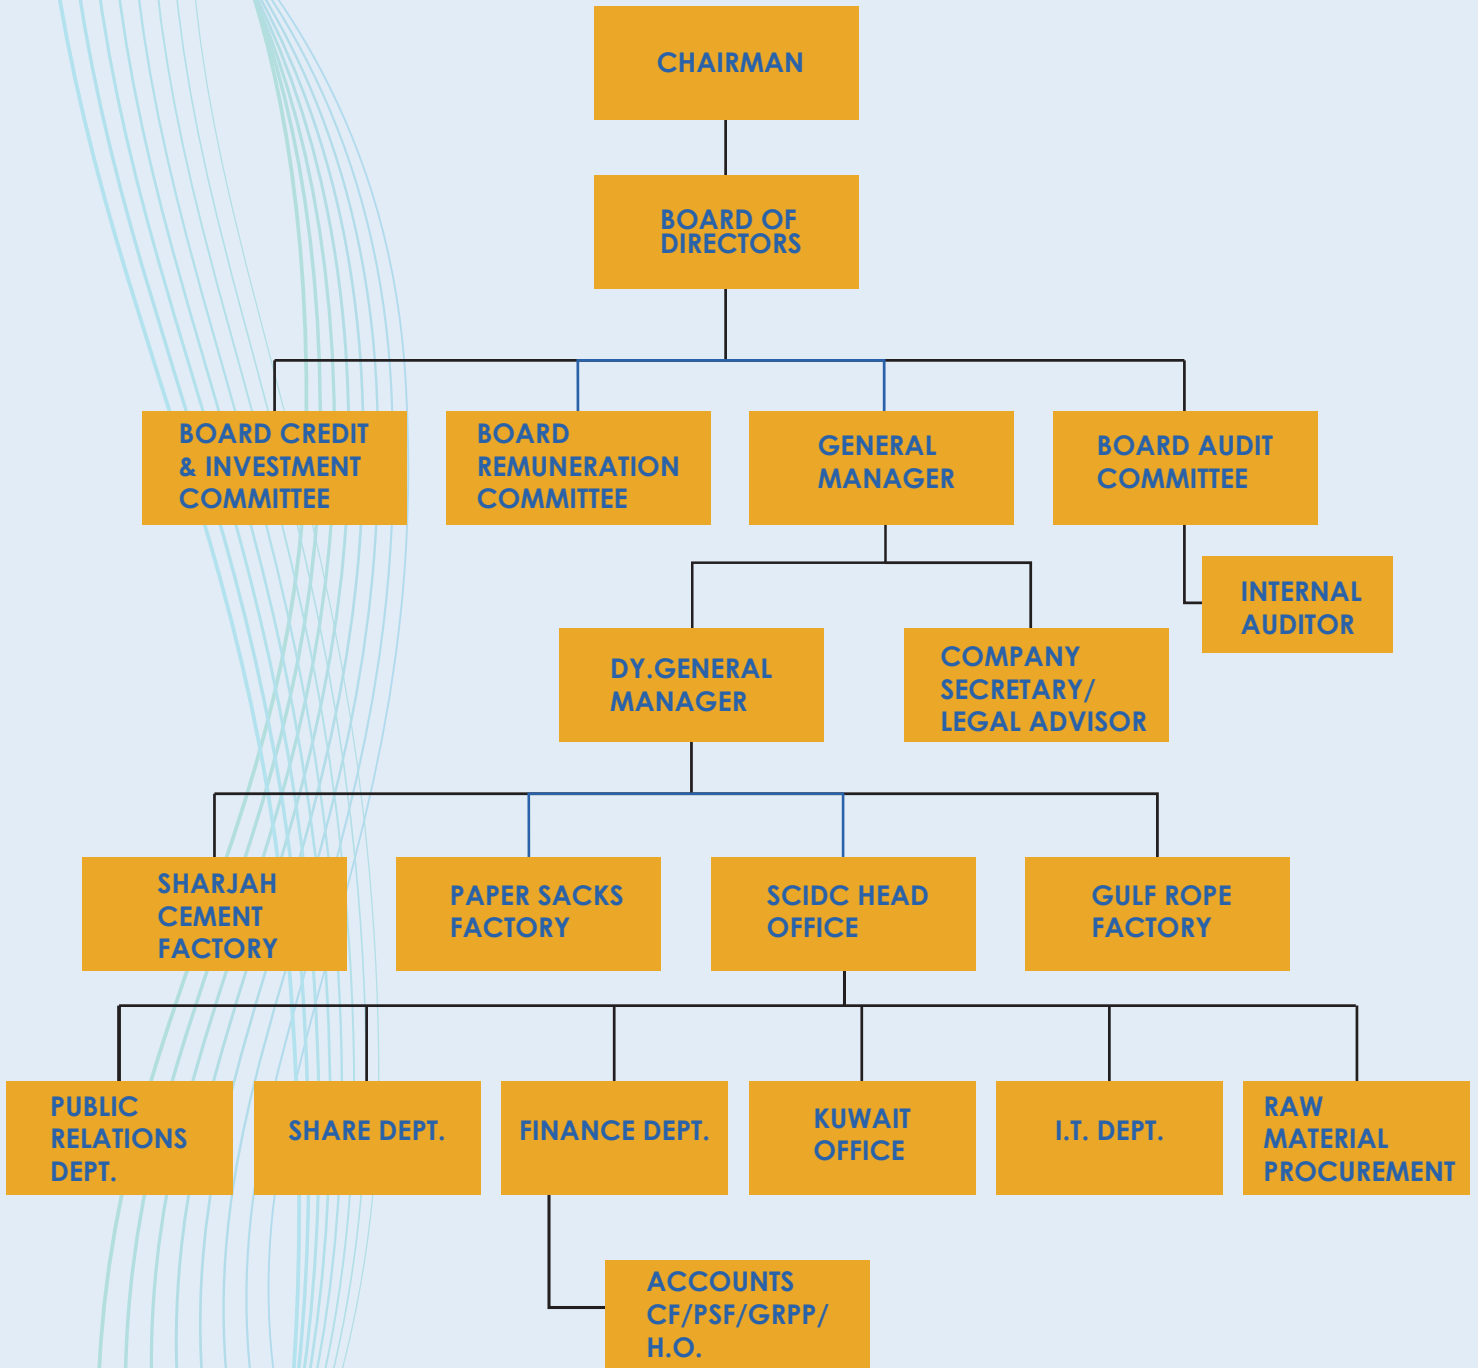 CHAIRMAN
BOARD OF
DIRECTORS
BOARD CREDIT
& INVESTMENT
COMMITTEE
BOARD
REMUNERATION
COMMITTEE
GENERAL
MANAGER
BOARD AUDIT
COMMITTEE
INTERNAL
AUDITOR
DY.GENERAL
MANAGER
COMPANY
SECRETARY/
LEGAL ADVISOR
SHARJAH
CEMENT
FACTORY
PAPER SACKS
FACTORY
SCIDC HEAD
OFFICE
GULF ROPE
FACTORY
PUBLIC
RELATIONS
DEPT.
SHARE DEPT.
FINANCE DEPT.
KUWAIT
OFFICE
I.T. DEPT.
RAW
MATERIAL
PROCUREMENT
ACCOUNTS
CF/PSF/GRPP/
H.O.